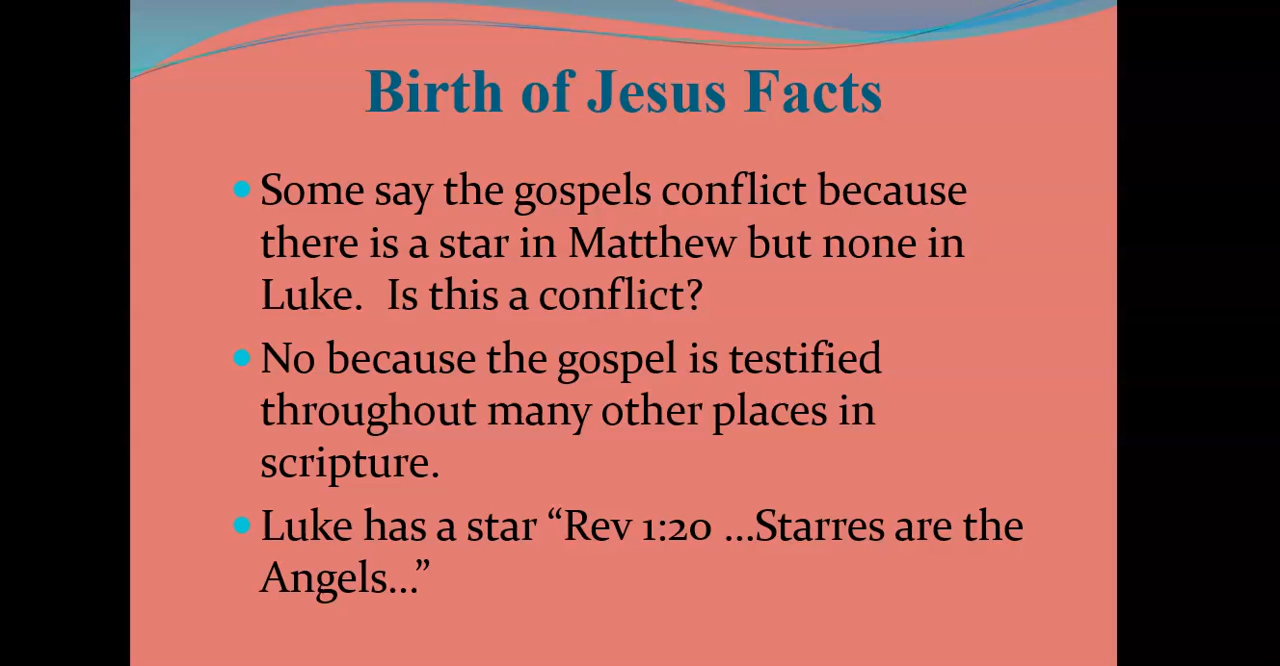 Birth of Jesus Facts
Some say the gospels conflict because
there is a star in Matthew but none in
Luke.  Is this a conflict?
No because the gospel is testified
throughout many other places in
scripture.
Luke has a star “Rev 1:20 ...Starres are the
Angels...”